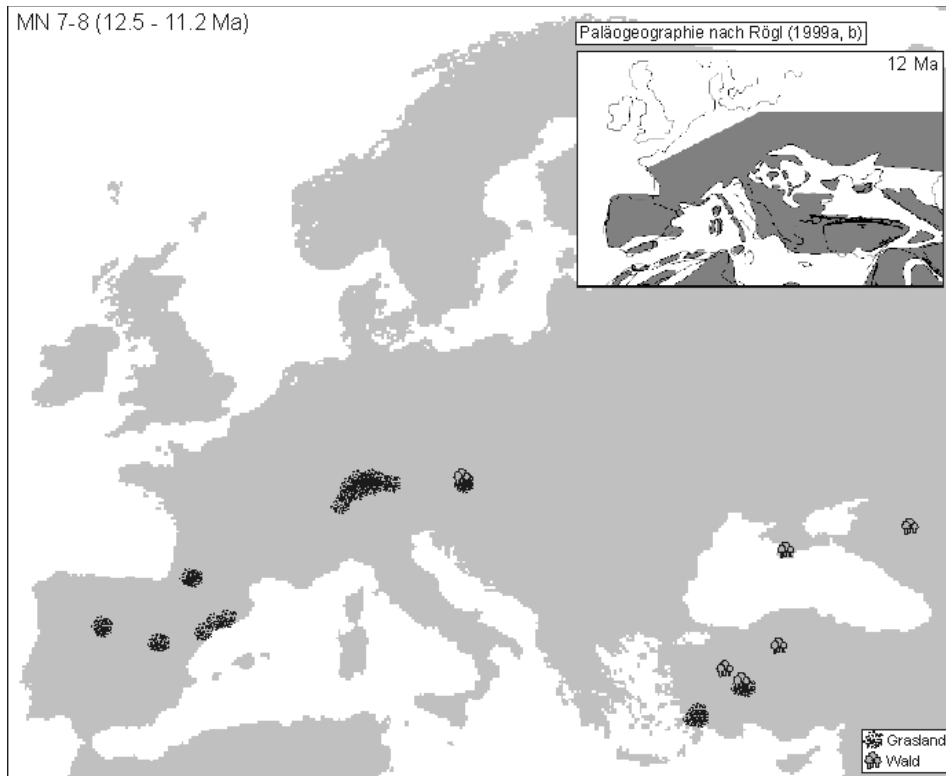 MN 7-8 (12.5 - 11.2 Ma)
Paläogeographie nach Rögl (1999a, b)
12 Ma
Grasland
Wald